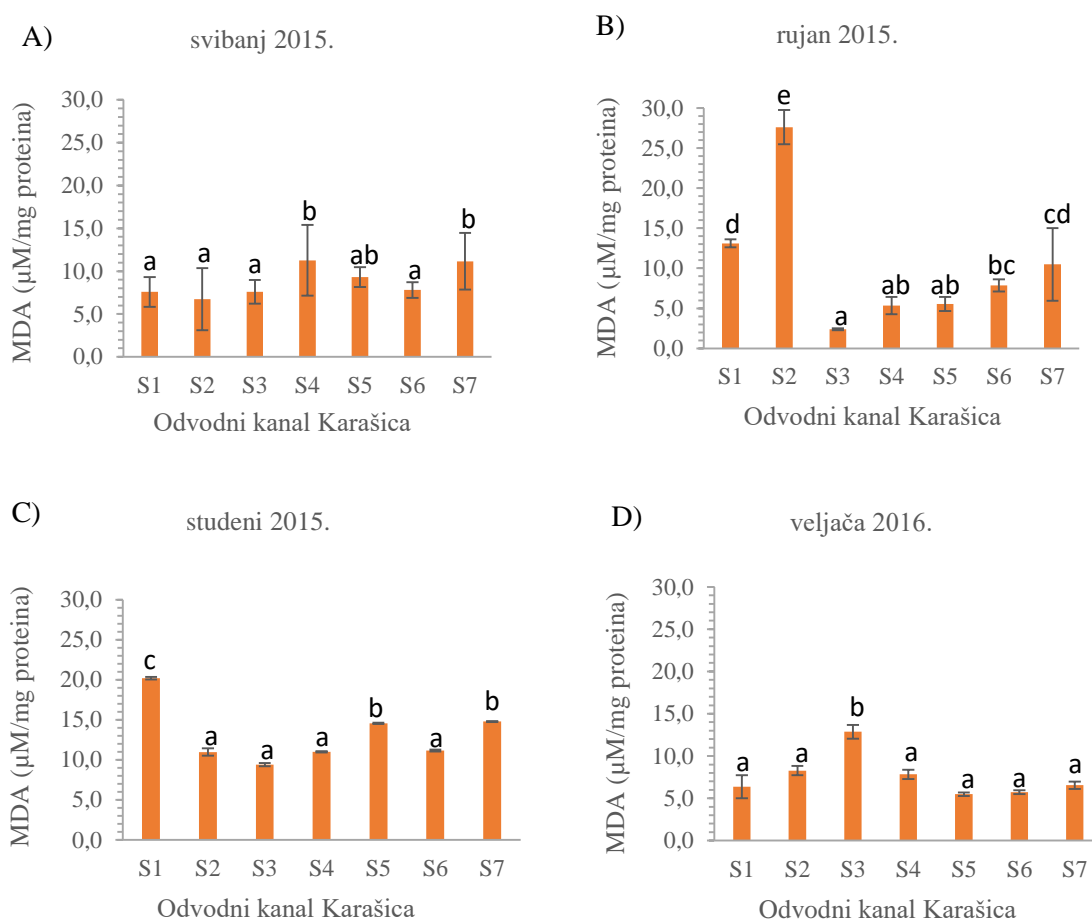 A)
svibanj 2015.
MDA (µM/mg proteina)
30,0
25,0
20,0
15,0
10,0
5,0
0,0
a a a b ab a b
S1 S2 S3 S4 S5 S6 S7
Odvodni kanal Karašica
B)
rujan 2015.
MDA (µM/mg proteina)
30,0
25,0
20,0
15,0
10,0
5,0
0,0
d e a ab ab bc cd
S1 S2 S3 S4 S5 S6 S7
Odvodni kanal Karašica
C)
studeni 2015.
MDA (µM/mg proteina)
30,0
25,0
20,0
15,0
10,0
5,0
0,0
c a a a b a b
S1 S2 S3 S4 S5 S6 S7
Odvodni kanal Karašica
D)
veljača 2016.
MDA (µM/mg proteina)
30,0
25,0
20,0
15,0
10,0
5,0
0,0
a a b a a a a
S1 S2 S3 S4 S5 S6 S7
Odvodni kanal Karašica